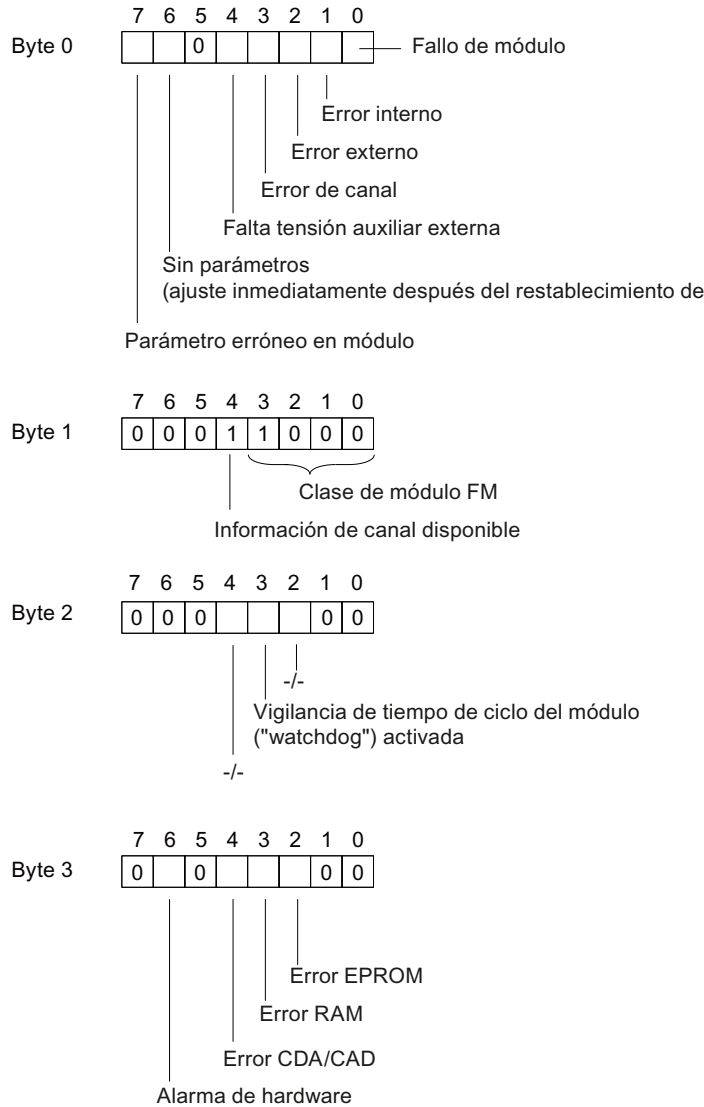 7 6 5 4 3 2 1 0
Byte 0
0
Fallo de módulo
Error interno
Error externo
Error de canal
Falta tensión auxiliar externa
Sin parámetros
(ajuste inmediatamente después del restablecimiento de
Parámetro erróneo en módulo
7 6 5 4 3 2 1 0
Byte 1
0 0 0 1 1 0 0 0
Clase de módulo FM
Información de canal disponible
7 6 5 4 3 2 1 0
Byte 2
0 0 0 0 0
-/-
Vigilancia de tiempo de ciclo del módulo
("watchdog") activada
-/-
7 6 5 4 3 2 1 0
Byte 3
0 0 0 0
Error EPROM
Error RAM
Error CDA/CAD
Alarma de hardware